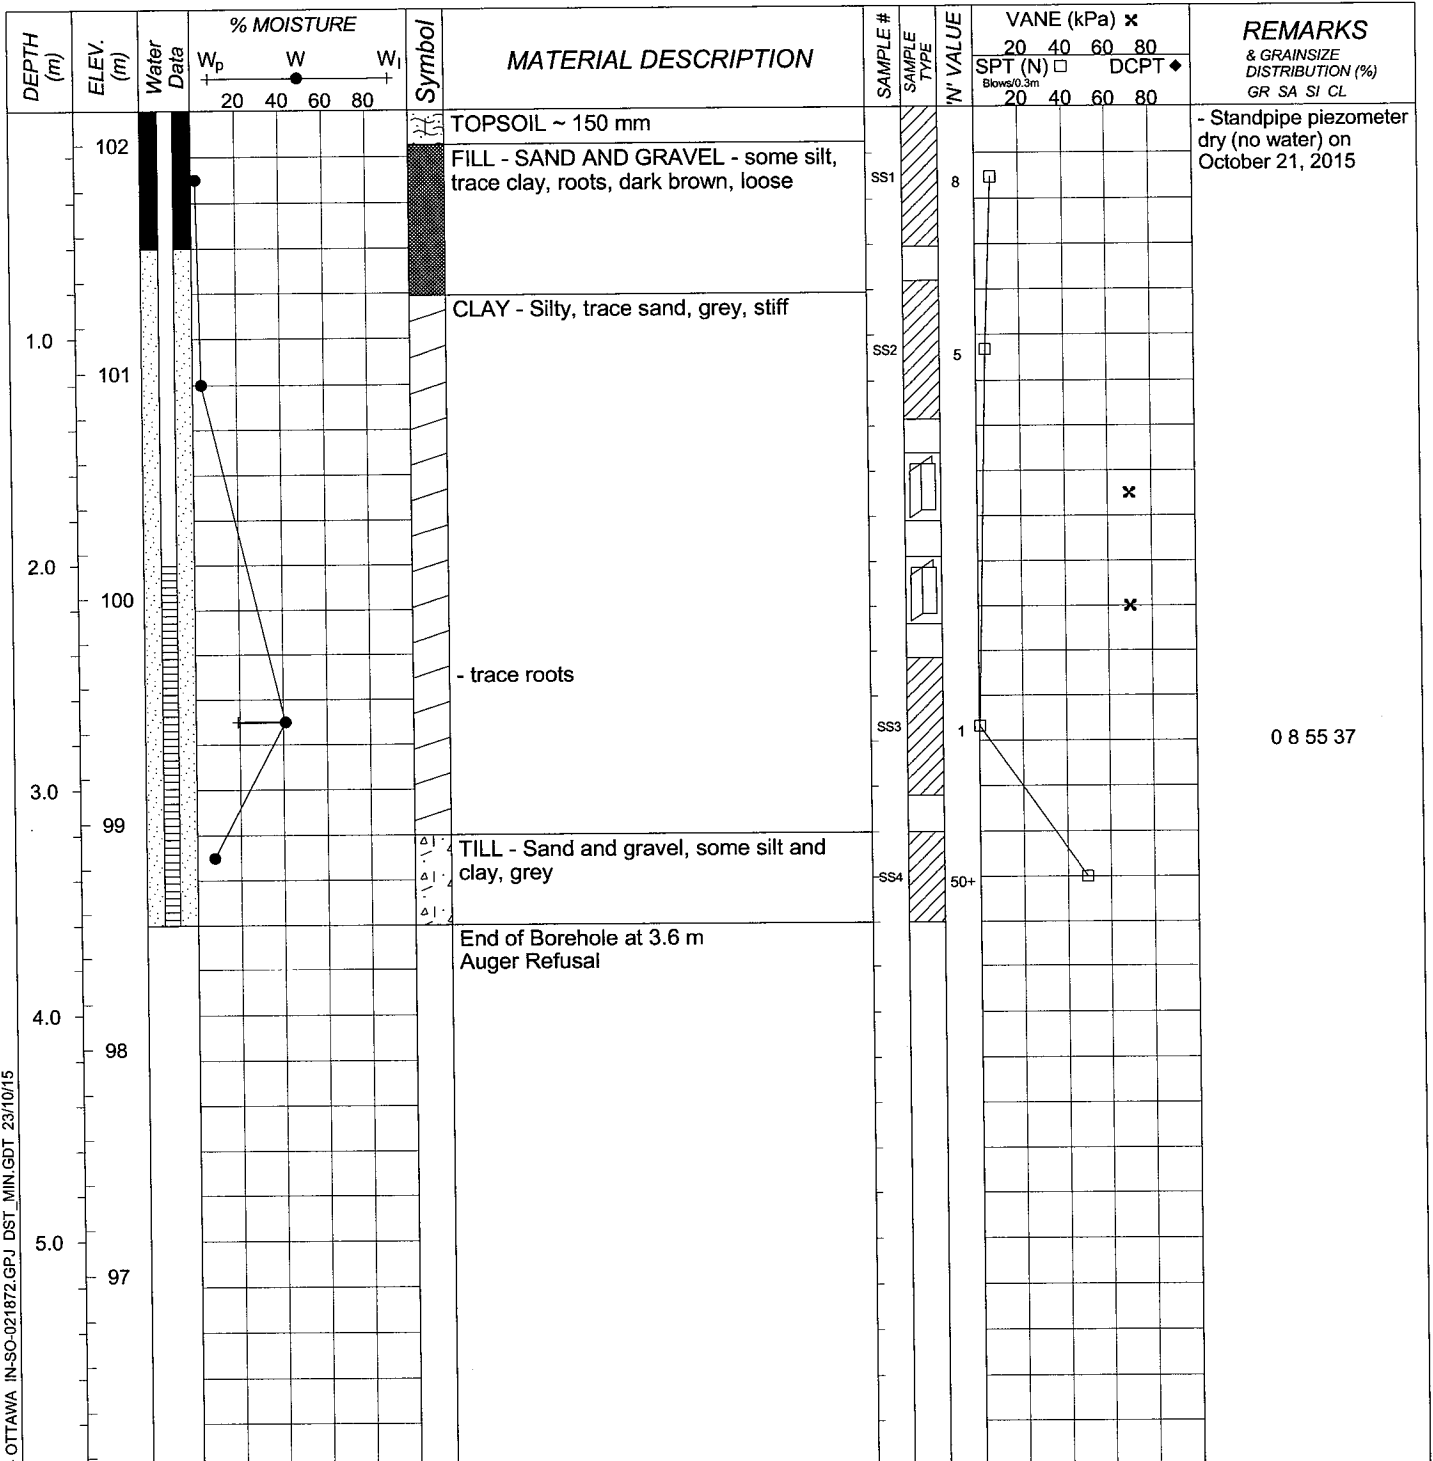 DEPTH (m)
ELEV. (m)
Water Data
% MOISTURE
Wp W Wl
20 40 60 80
Symbol
MATERIAL DESCRIPTION
SAMPLE #
SAMPLE TYPE
'N' VALUE
VANE (kPa) ✖
20 40 60 80
SPT (N) □ DCPT ◆
Blows/0.3m
20 40 60 80
REMARKS
& GRAINSIZE
DISTRIBUTION (%)
GR SA SI CL
TOPSOIL ~ 150 mm
- Standpipe piezometer
dry (no water) on
October 21, 2015
102
FILL - SAND AND GRAVEL - some silt,
trace clay, roots, dark brown, loose
SS1
8
CLAY - Silty, trace sand, grey, stiff
1.0
SS2
5
101
2.0
100
- trace roots
SS3
1
0 8 55 37
3.0
99
TILL - Sand and gravel, some silt and
clay, grey
SS4
50+
End of Borehole at 3.6 m
Auger Refusal
4.0
98
5.0
97
OTTAWA IN-SO-021872.GPJ DST_MIN.GDT 23/10/15